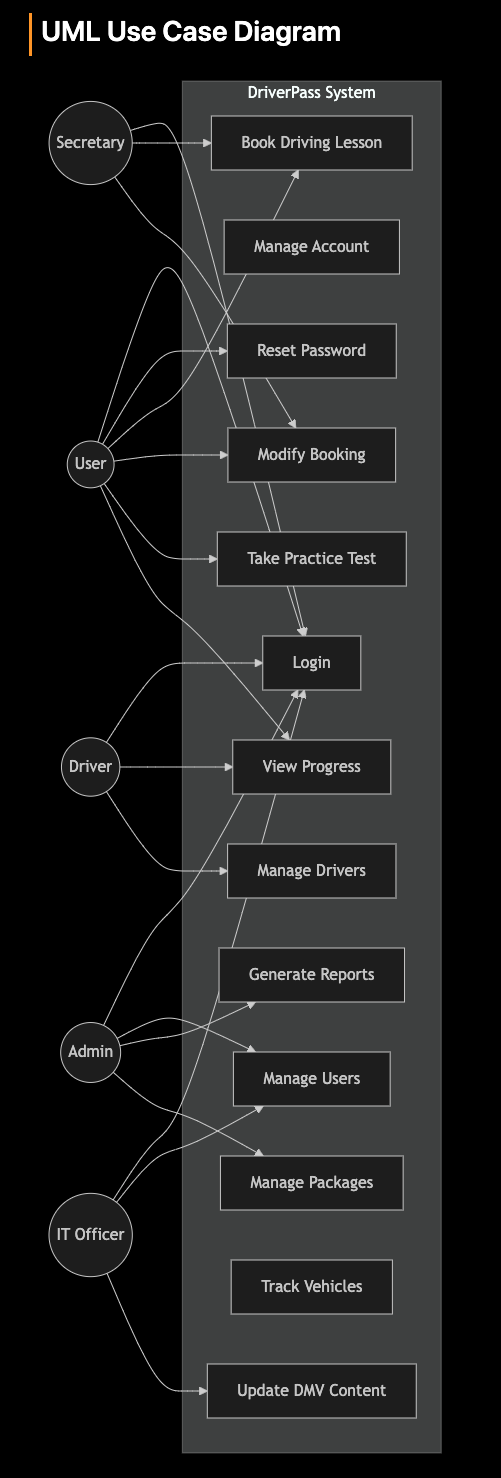 UML Use Case Diagram
DriverPass System
Secretary
Book Driving Lesson
Manage Account
Reset Password
User
Modify Booking
Take Practice Test
Login
Driver
View Progress
Manage Drivers
Generate Reports
Admin
Manage Users
Manage Packages
IT Officer
Track Vehicles
Update DMV Content